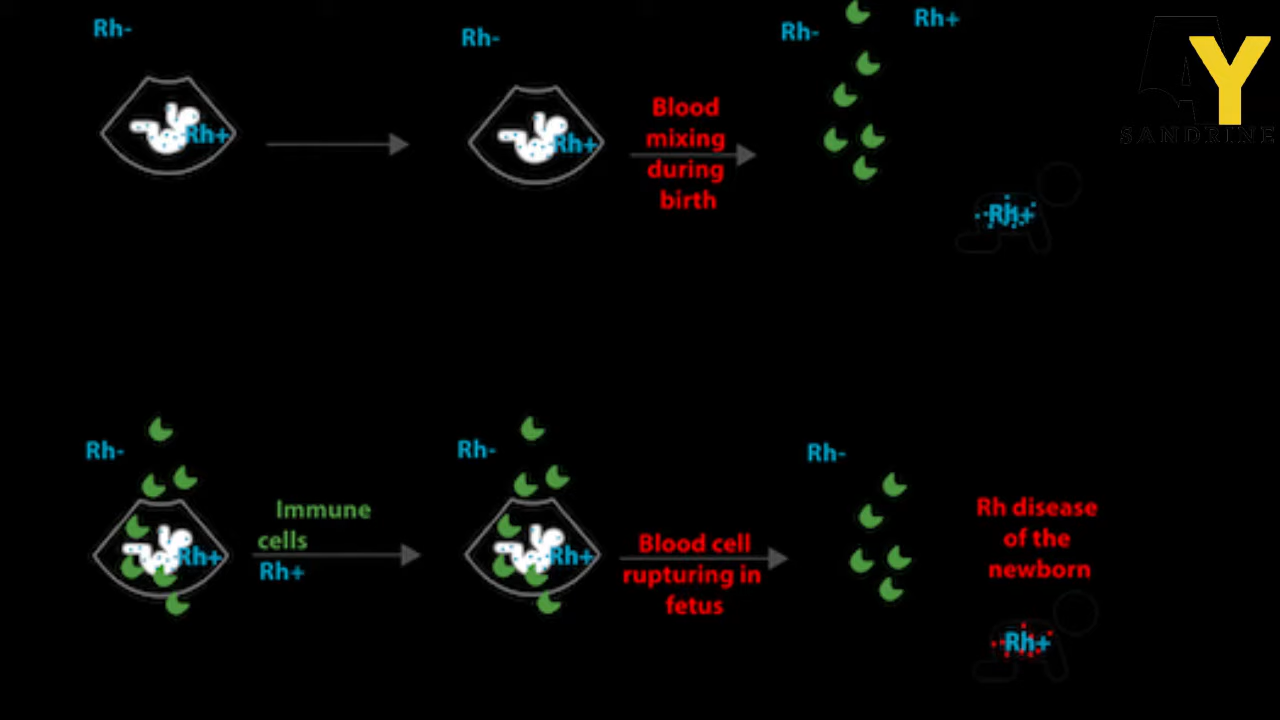 Rh-
Rh+
Rh-
Rh+
Blood
mixing
during
birth
Rh-
Rh+
Rh+
AY
SANDRINE
Rh-
Rh+
Immune
cells
Rh+
Rh-
Rh+
Blood cell
rupturing in
fetus
Rh-
Rh disease
of the
newborn
Rh+